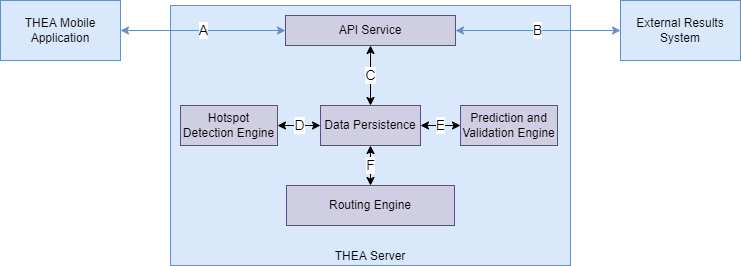 THEA Mobile
Application
A
API Service
B
External Results
System
C
Hotspot
Detection Engine
D
Data Persistence
E
Prediction and
Validation Engine
F
Routing Engine
THEA Server